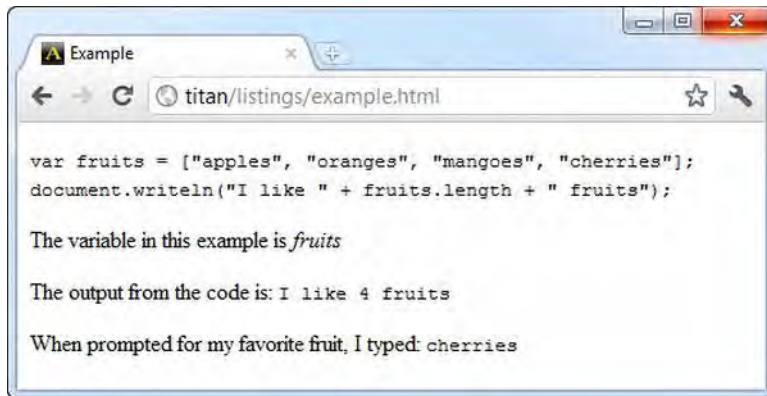 Example
titan/listings/example.html
var fruits = ["apples", "oranges", "mangoes", "cherries"];
document.writeln("I like " + fruits.length + " fruits");
The variable in this example is fruits
The output from the code is: I like 4 fruits
When prompted for my favorite fruit, I typed: cherries